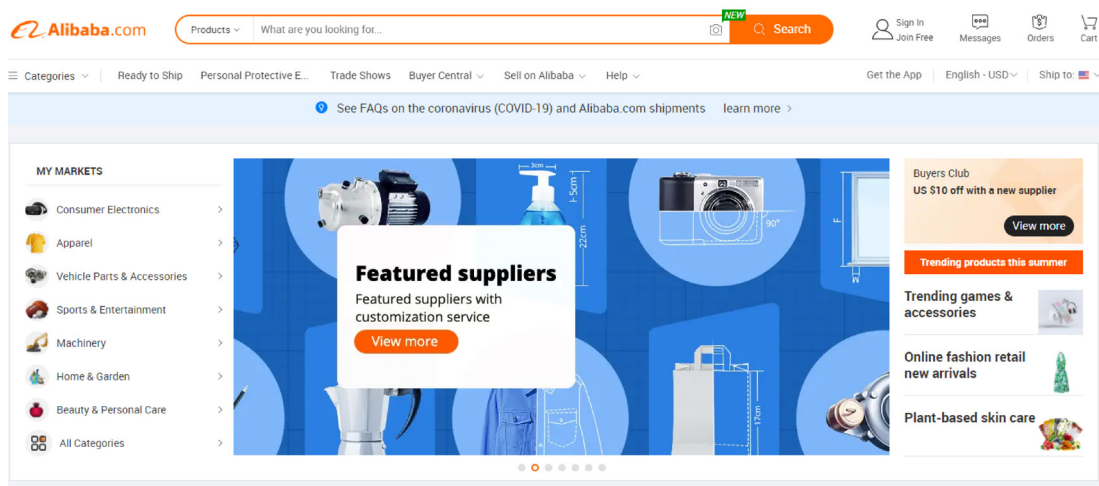 Alibaba.com
Products
What are you looking for...
NEW
Search
Sign In
Join Free
Messages
Orders
Cart
Categories
Ready to Ship
Personal Protective E...
Trade Shows
Buyer Central
Sell on Alibaba
Help
Get the App
English - USD
Ship to:
See FAQs on the coronavirus (COVID-19) and Alibaba.com shipments
learn more
MY MARKETS
Consumer Electronics
Apparel
Vehicle Parts & Accessories
Sports & Entertainment
Machinery
Home & Garden
Beauty & Personal Care
All Categories
3cm
5cm
22cm
90°
F
Featured suppliers
Featured suppliers with
customization service
View more
17cm
Buyers Club
US $10 off with a new supplier
View more
Trending products this summer
Trending games &
accessories
Online fashion retail
new arrivals
Plant-based skin care